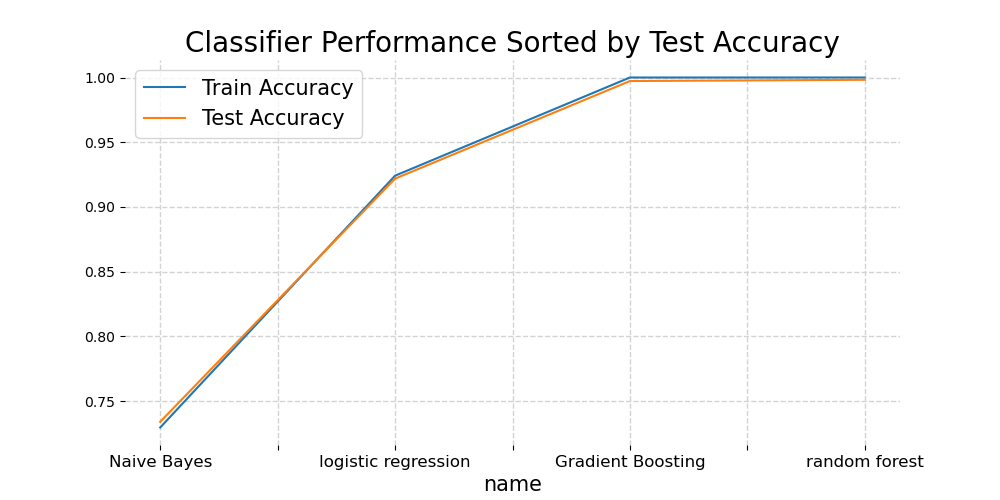 Classifier Performance Sorted by Test Accuracy
1.00
0.95
0.90
0.85
0.80
0.75
Train Accuracy
Test Accuracy
Naive Bayes logistic regression Gradient Boosting random forest
name